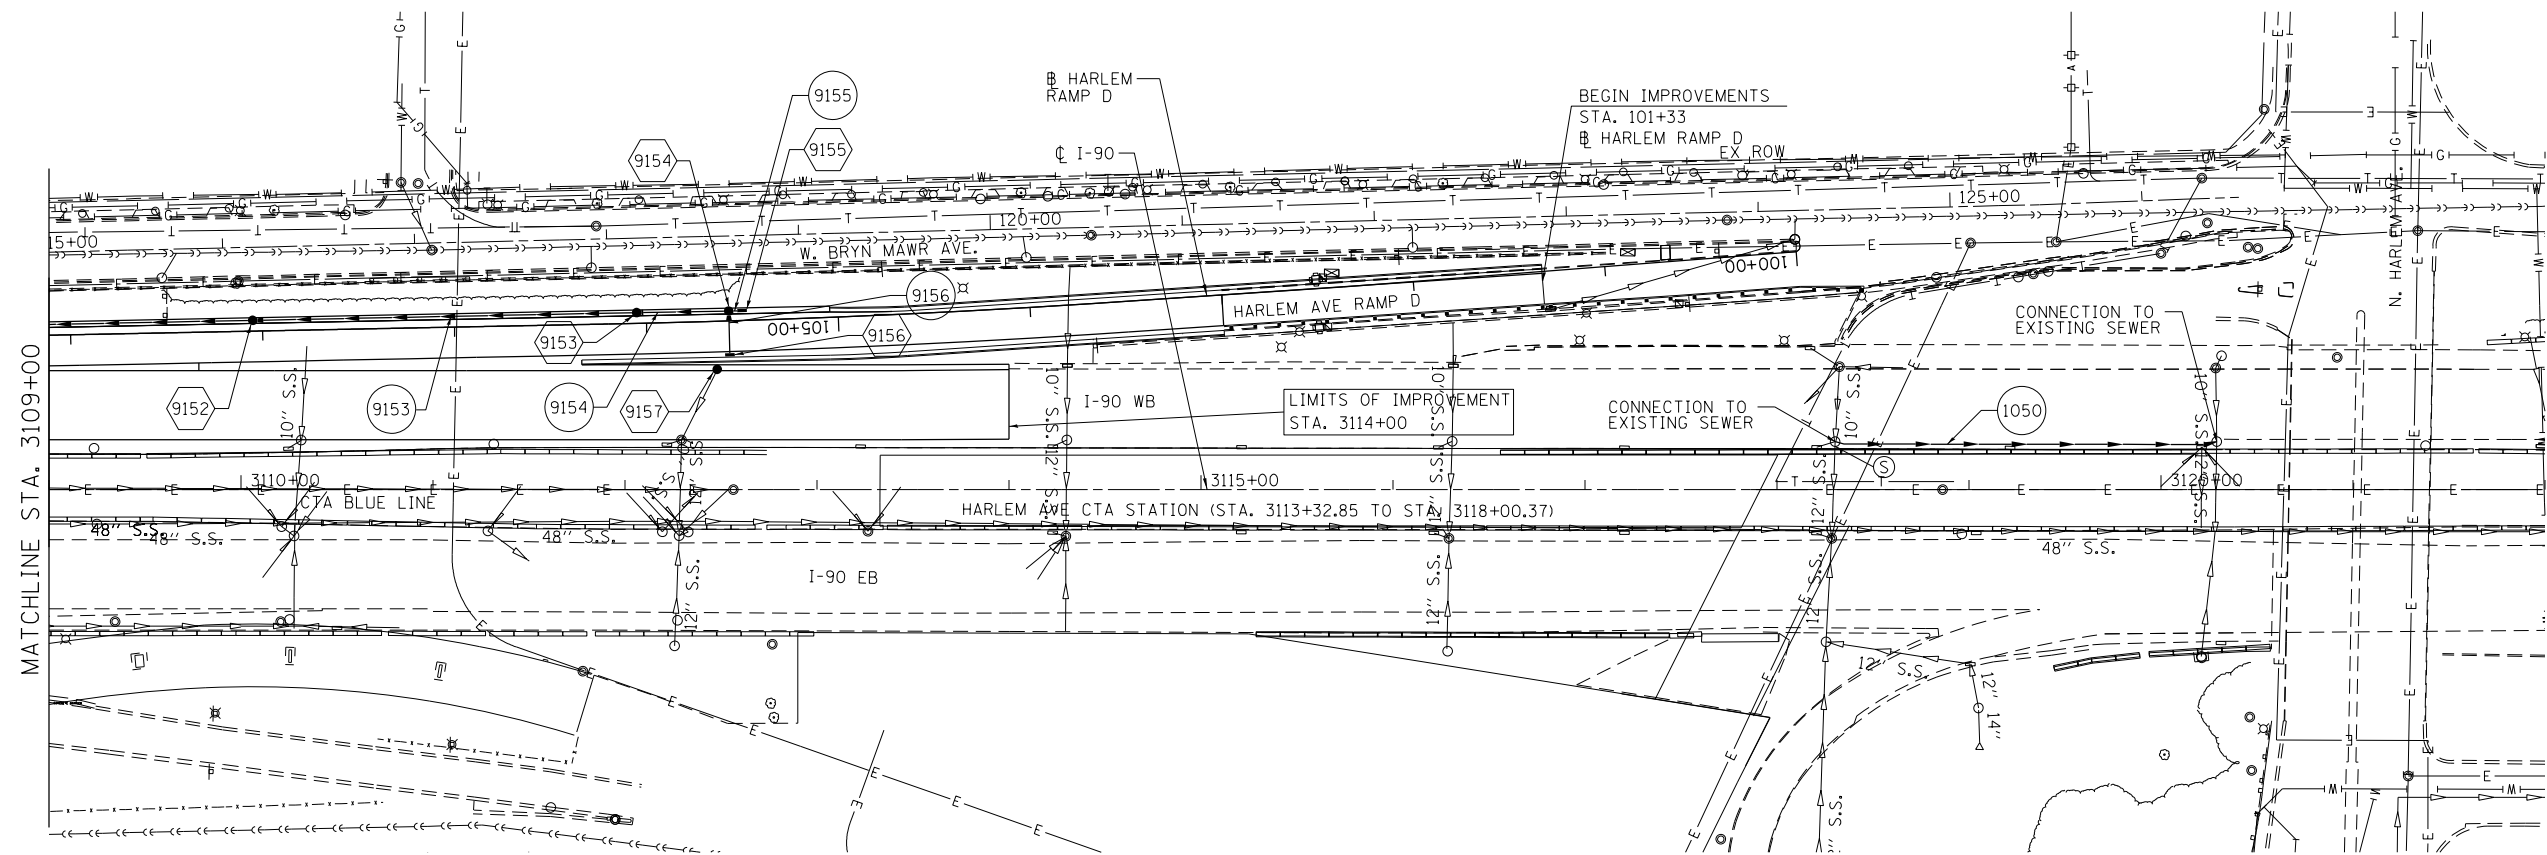 9155
9154
9155
℄ I-90
B HARLEM
RAMP D
BEGIN IMPROVEMENTS
STA. 101+33
B HARLEM RAMP D
EX ROW
N. HARLEM AVE.
15+00
120+00
125+00
W. BRYN MAWR AVE.
100+00
9156
HARLEM AVE RAMP D
105+00
9153
9156
CONNECTION TO
EXISTING SEWER
MATCHLINE STA. 3109+00
9152
10" S.S.
9153
9154
9157
10" S.S.
I-90 WB
LIMITS OF IMPROVEMENT
STA. 3114+00
10" S.S.
CONNECTION TO
EXISTING SEWER
10" S.S.
1050
10" S.S.
S
3110+00
CTA BLUE LINE
12" S.S.
3115+00
12" S.S.
3120+00
HARLEM AVE CTA STATION (STA. 3113+32.85 TO STA. 3118+00.37)
48" S.S.
48" S.S.
48" S.S.
48" S.S.
I-90 EB
12" S.S.
12" S.S.
12" S.S.
12" S.S.
12"
14"